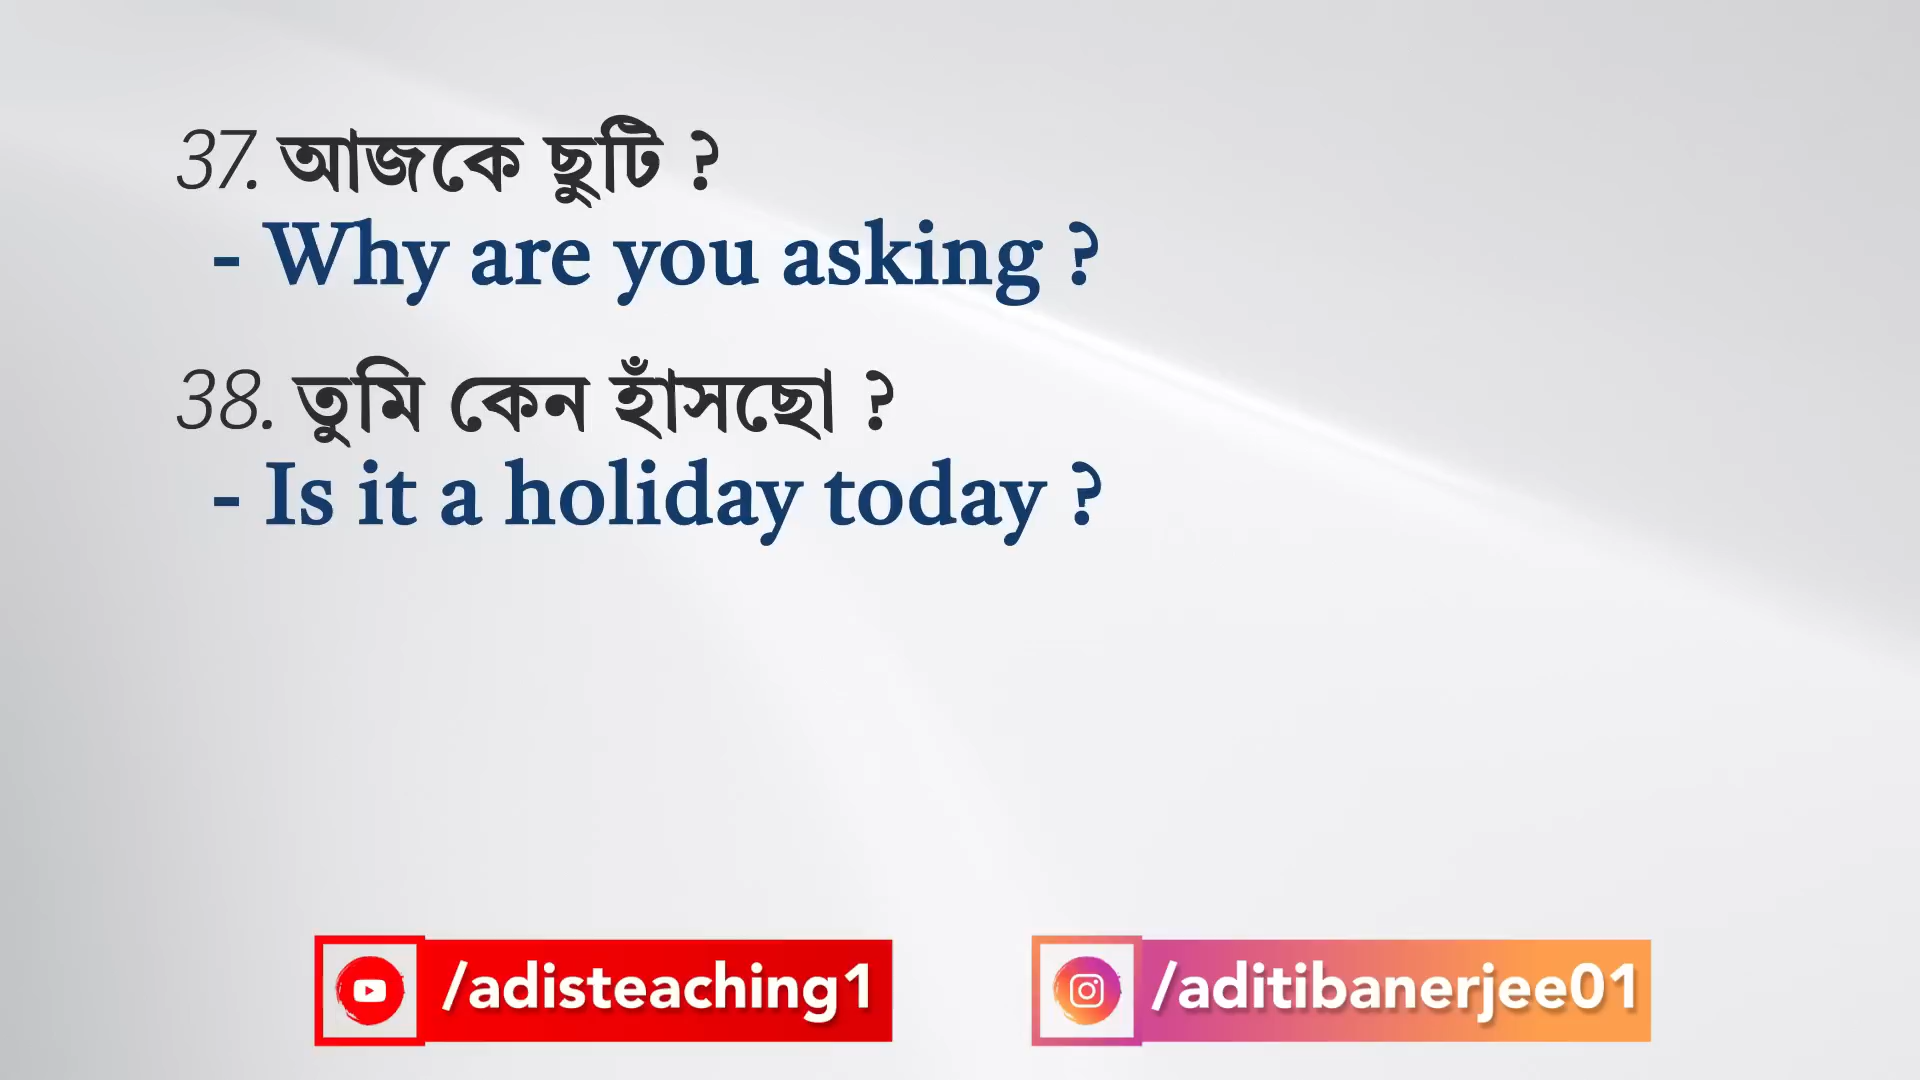 37. আজকে ছুটি ?
- Why are you asking ?
38. তুমি কেন হাঁসছো ?
- Is it a holiday today ?
/adisteaching1
/aditibanerjee01